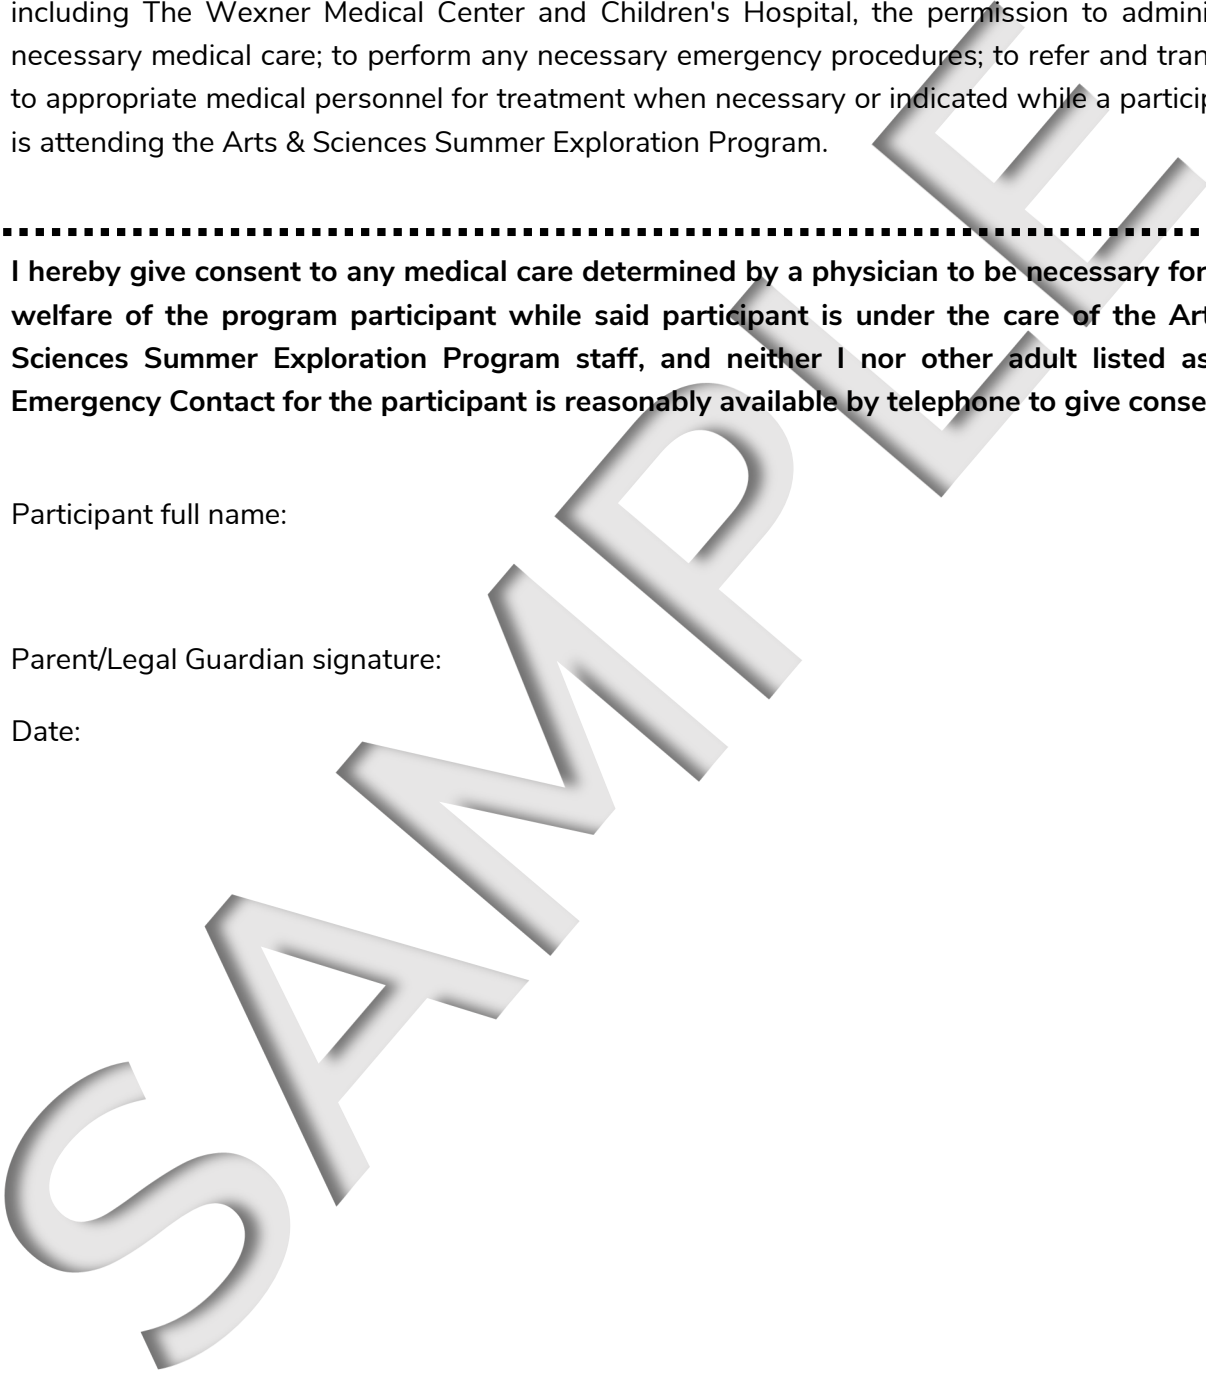 including The Wexner Medical Center and Children's Hospital, the permission to admini
necessary medical care; to perform any necessary emergency procedures; to refer and tran
to appropriate medical personnel for treatment when necessary or indicated while a particip
is attending the Arts & Sciences Summer Exploration Program.
I hereby give consent to any medical care determined by a physician to be necessary for
welfare of the program participant while said participant is under the care of the Art
Sciences Summer Exploration Program staff, and neither I nor other adult listed as
Emergency Contact for the participant is reasonably available by telephone to give conse
Participant full name:
Parent/Legal Guardian signature:
Date:
SAMPLE